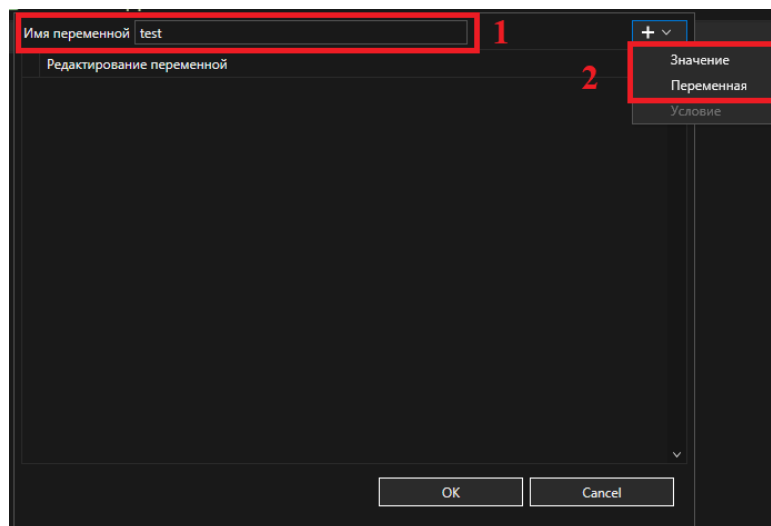 Имя переменной test 1 +
Редактирование переменной
2 Значение
Переменная
Условие
OK Cancel